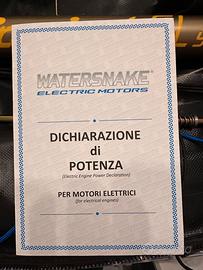 WATERSNAKE®
ELECTRIC MOTORS
DICHIARAZIONE
di
POTENZA
(Electric Engine Power Declaration)
PER MOTORI ELETTRICI
(for electrical engines)